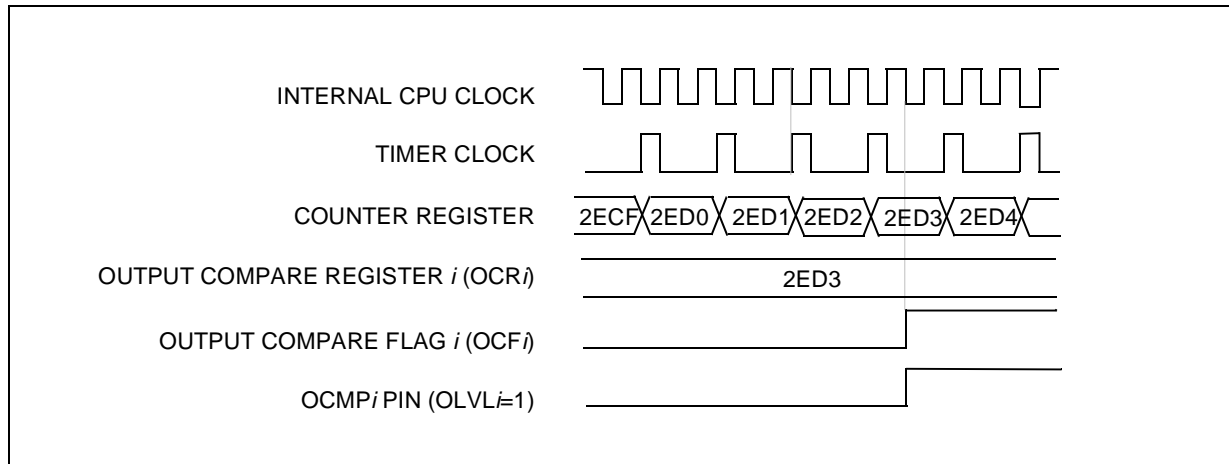 INTERNAL CPU CLOCK
TIMER CLOCK
COUNTER REGISTER 2ECF 2ED0 2ED1 2ED2 2ED3 2ED4
OUTPUT COMPARE REGISTER i (OCRi) 2ED3
OUTPUT COMPARE FLAG i (OCFi)
OCMPi PIN (OLVLi=1)